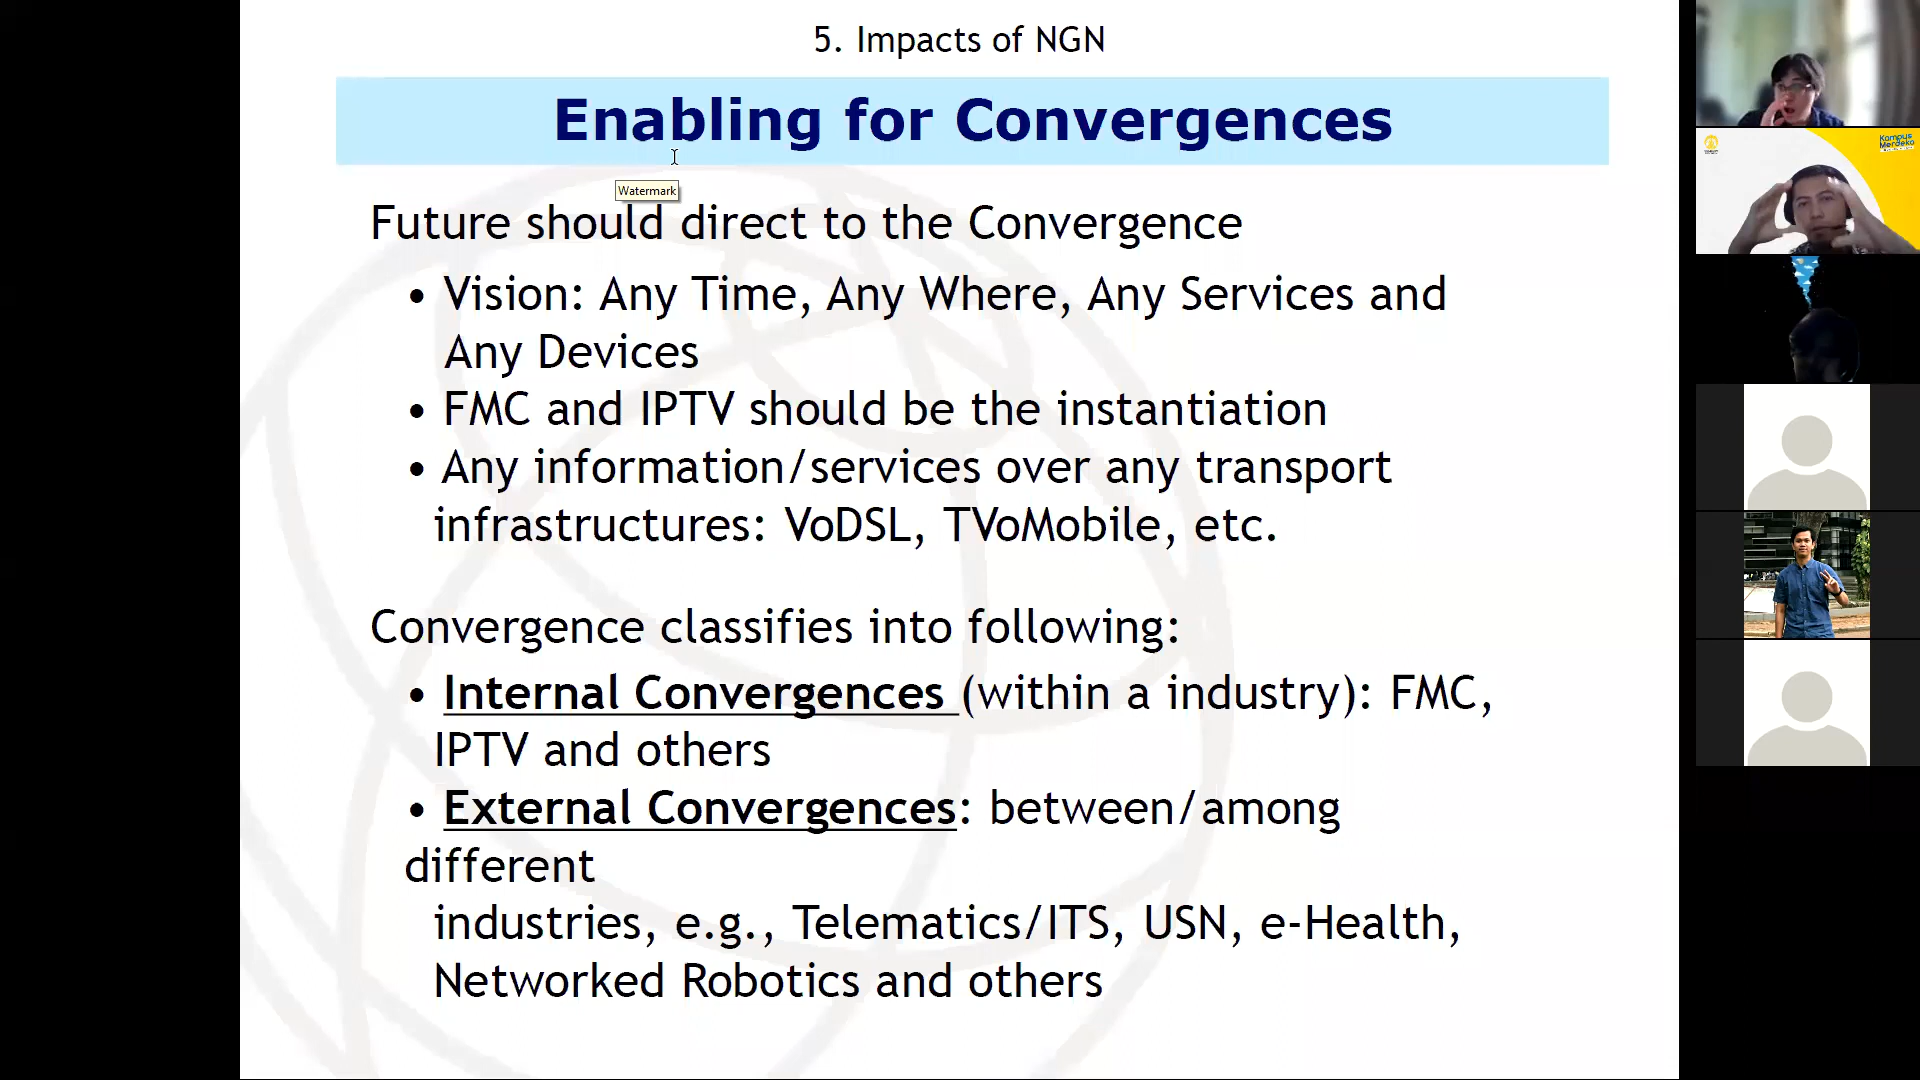 5. Impacts of NGN
Enabling for Convergences
Watermark
Future should direct to the Convergence
• Vision: Any Time, Any Where, Any Services and
Any Devices
• FMC and IPTV should be the instantiation
• Any information/services over any transport
infrastructures: VoDSL, TVoMobile, etc.
Convergence classifies into following:
• Internal Convergences (within a industry): FMC,
IPTV and others
• External Convergences: between/among
different
industries, e.g., Telematics/ITS, USN, e-Health,
Networked Robotics and others
Kampus
Merdeka